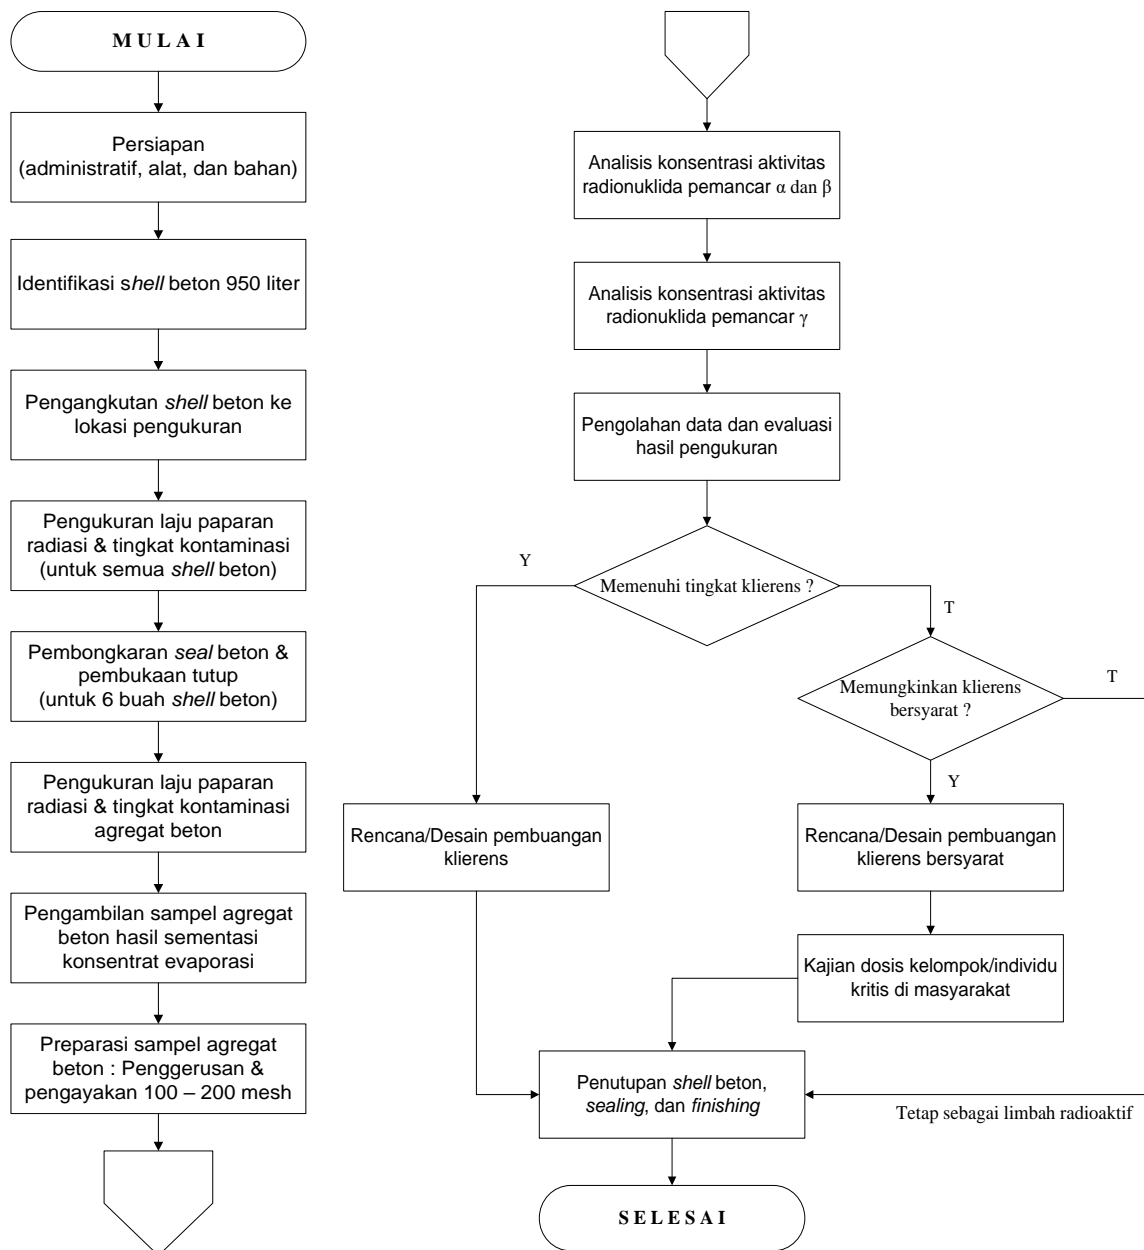 M U L A I
Persiapan
(administratif, alat, dan bahan)
Identifikasi shell beton 950 liter
Pengangkutan shell beton ke
lokasi pengukuran
Pengukuran laju paparan
radiasi & tingkat kontaminasi
(untuk semua shell beton)
Pembongkaran seal beton &
pembukaan tutup
(untuk 6 buah shell beton)
Pengukuran laju paparan
radiasi & tingkat kontaminasi
agregat beton
Pengambilan sampel agregat
beton hasil sementasi
konsentrat evaporasi
Preparasi sampel agregat
beton : Penggerusan &
pengayakan 100 – 200 mesh
Analisis konsentrasi aktivitas
radionuklida pemancar α dan β
Analisis konsentrasi aktivitas
radionuklida pemancar γ
Pengolahan data dan evaluasi
hasil pengukuran
Memenuhi tingkat klierens ?
Y
T
Memungkinkan klierens
bersyarat ?
T
Y
Rencana/Desain pembuangan
klierens
Rencana/Desain pembuangan
klierens bersyarat
Kajian dosis kelompok/individu
kritis di masyarakat
Penutupan shell beton,
sealing, dan finishing
Tetap sebagai limbah radioaktif
S E L E S A I